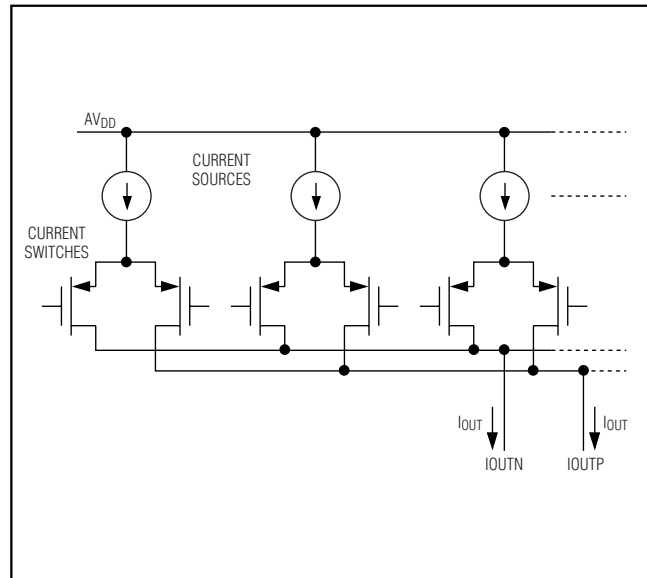 AVDD
CURRENT
SOURCES
CURRENT
SWITCHES
IOUT
IOUT
IOUTN
IOUTP